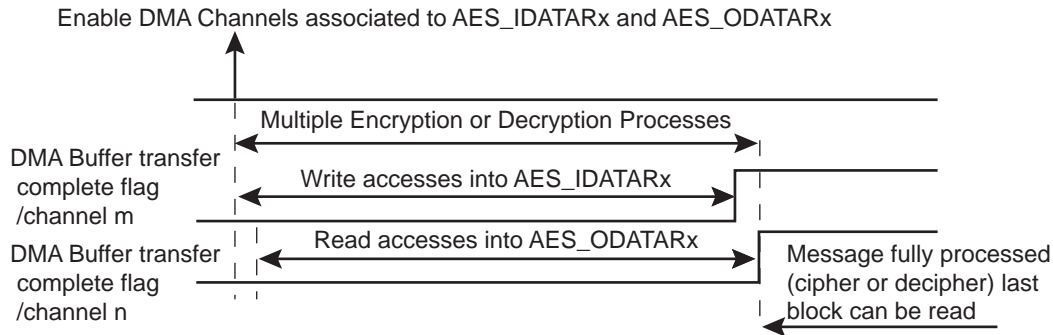 Enable DMA Channels associated to AES_IDATARx and AES_ODATARx
Multiple Encryption or Decryption Processes
DMA Buffer transfer
complete flag
/channel m
Write accesses into AES_IDATARx
DMA Buffer transfer
complete flag
/channel n
Read accesses into AES_ODATARx
Message fully processed
(cipher or decipher) last
block can be read